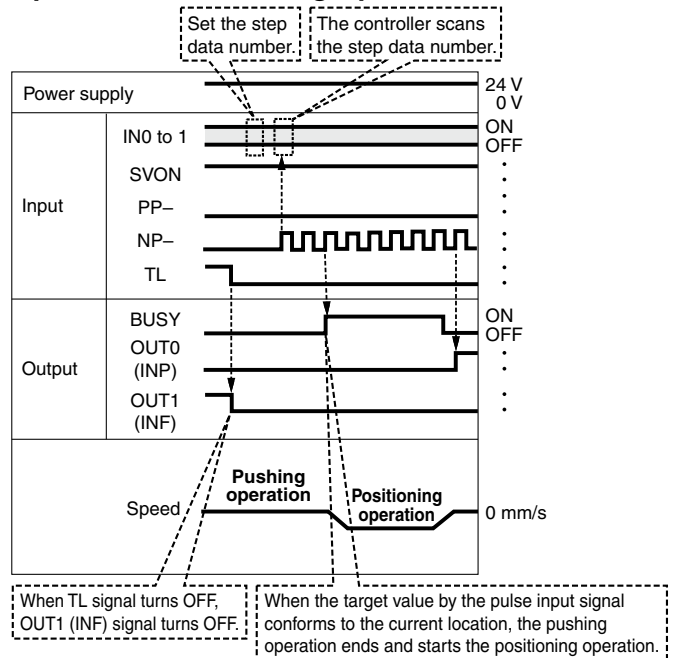 Set the step
data number.
The controller scans
the step data number.
Power supply
24 V
0 V
Input
IN0 to 1
ON
OFF
SVON
PP–
NP–
TL
Output
BUSY
ON
OFF
OUT0
(INP)
OUT1
(INF)
Speed
Pushing
operation
Positioning
operation
0 mm/s
When TL signal turns OFF,
OUT1 (INF) signal turns OFF.
When the target value by the pulse input signal
conforms to the current location, the pushing
operation ends and starts the positioning operation.